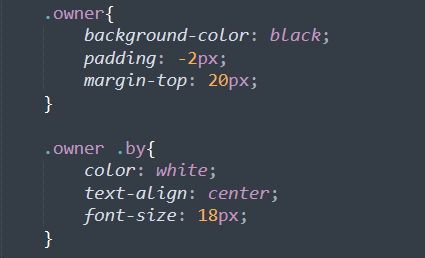 .owner{
background-color: black;
padding: -2px;
margin-top: 20px;
}
.owner .by{
color: white;
text-align: center;
font-size: 18px;
}